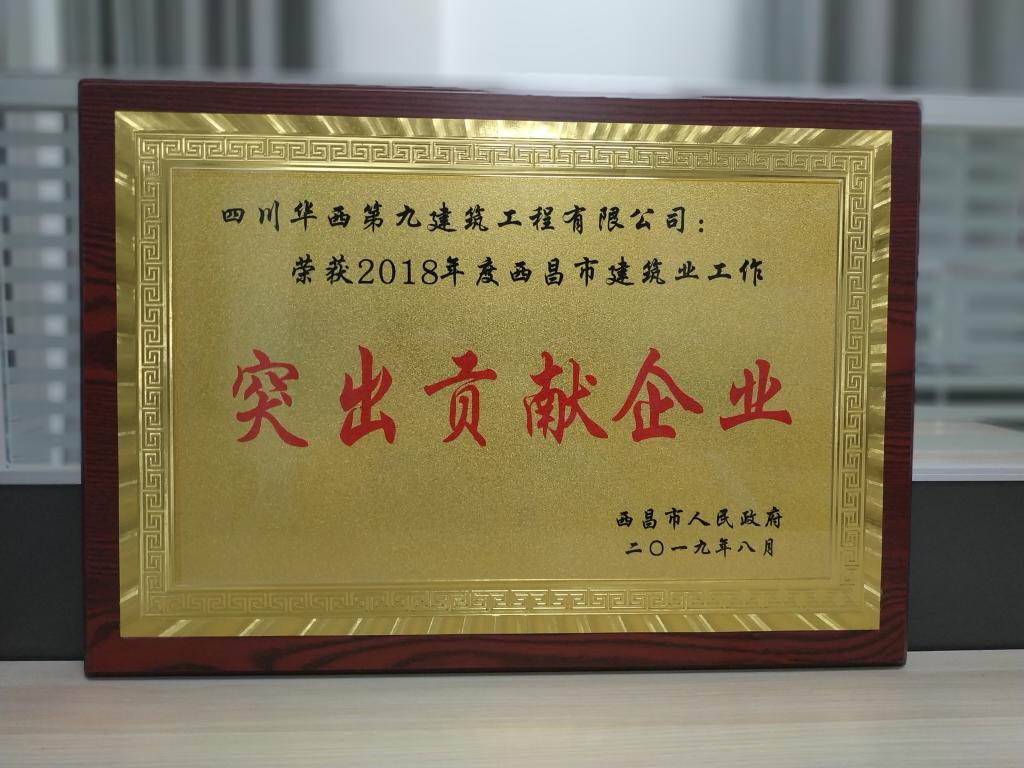 四川华西第九建筑工程有限公司:
荣获2018年度西昌市建筑业工作
突出贡献企业
西昌市人民政府
二〇一九年八月